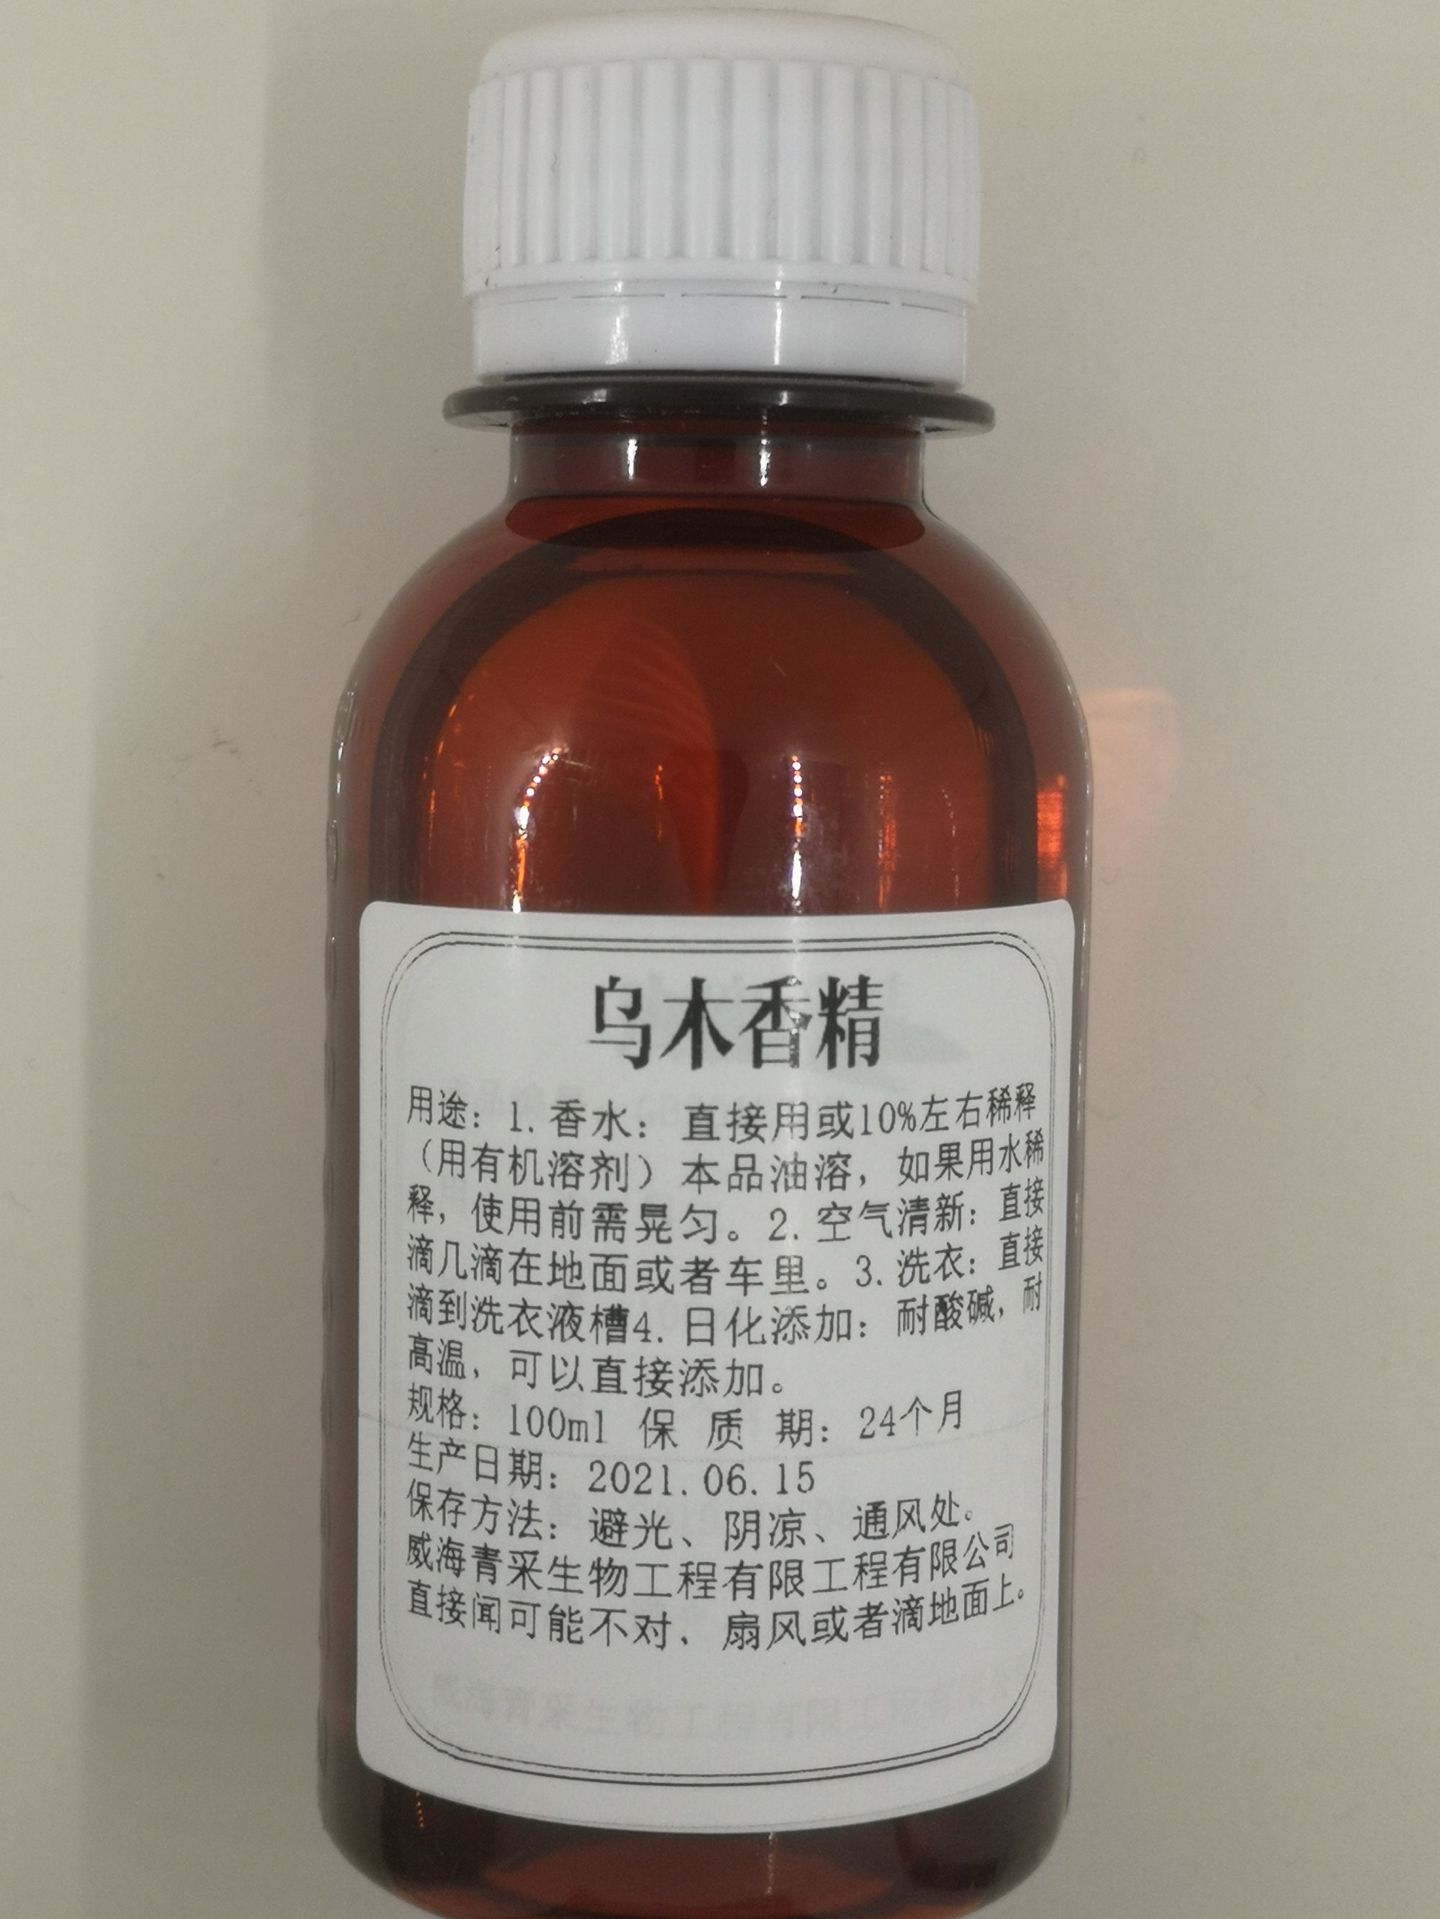 乌木香精
用途：1.香水：直接用或10%左右稀释
（用有机溶剂）本品油溶，如果用水稀
释，使用前需晃匀。2.空气清新：直接
滴几滴在地面或者车里。3.洗衣：直接
滴到洗衣液槽4.日化添加：耐酸碱，耐
高温，可以直接添加。
规格：100ml 保 质 期：24个月
生产日期：2021.06.15
保存方法：避光、阴凉、通风处。
威海青采生物工程有限工程有限公司
直接闻可能不对，扇风或者滴地面上。